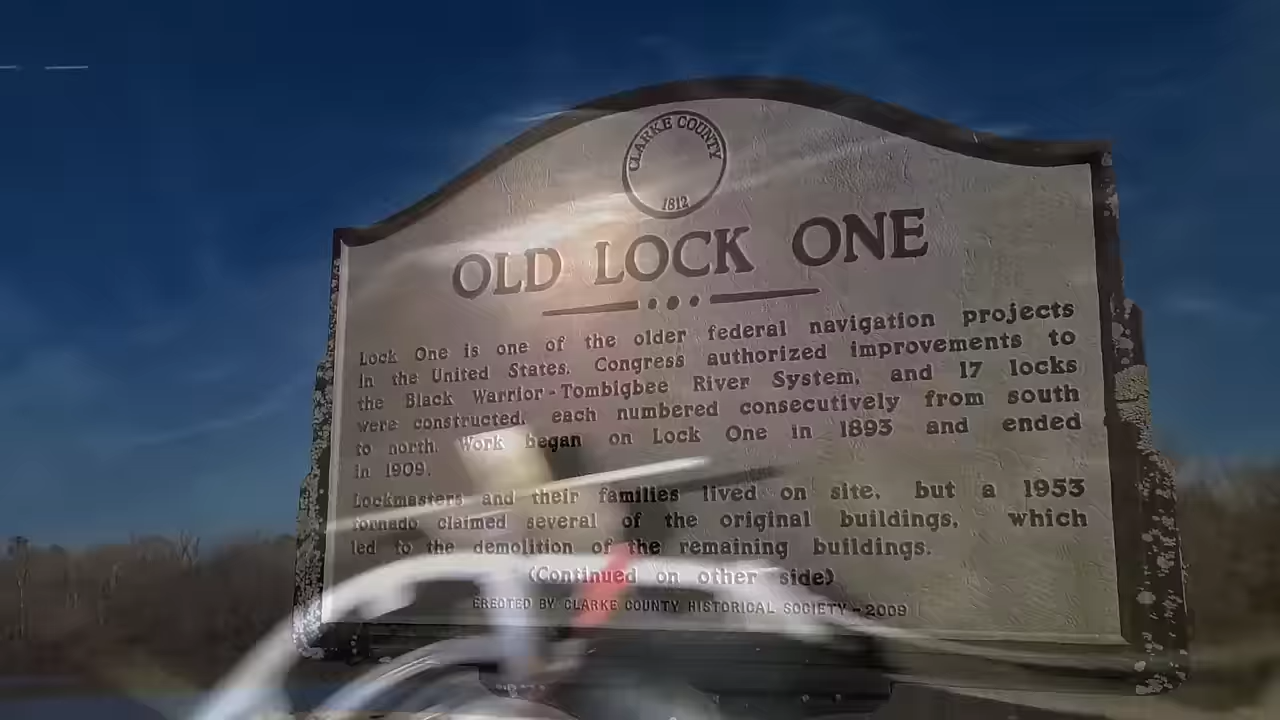 CLARKE COUNTY
1812
OLD LOCK ONE
Lock One is one of the older federal navigation projects
in the United States. Congress authorized improvements to
the Black Warrior-Tombigbee River System, and 17 locks
were constructed, each numbered consecutively from south
to north. Work began on Lock One in 1893 and ended
in 1909.
Lockmasters and their families lived on site, but a 1953
tornado claimed several of the original buildings, which
led to the demolition of the remaining buildings.
(Continued on other side)
ERECTED BY CLARKE COUNTY HISTORICAL SOCIETY - 2009